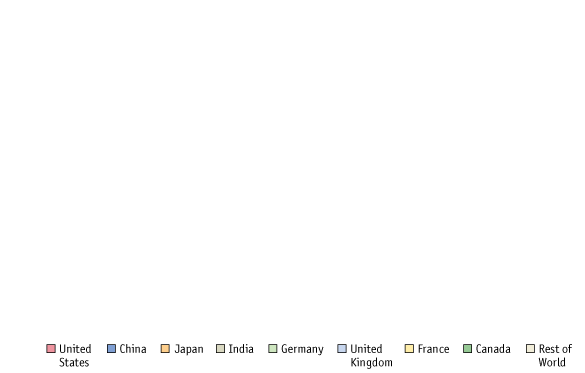 United States
China
Japan
India
Germany
United Kingdom
France
Canada
Rest of World